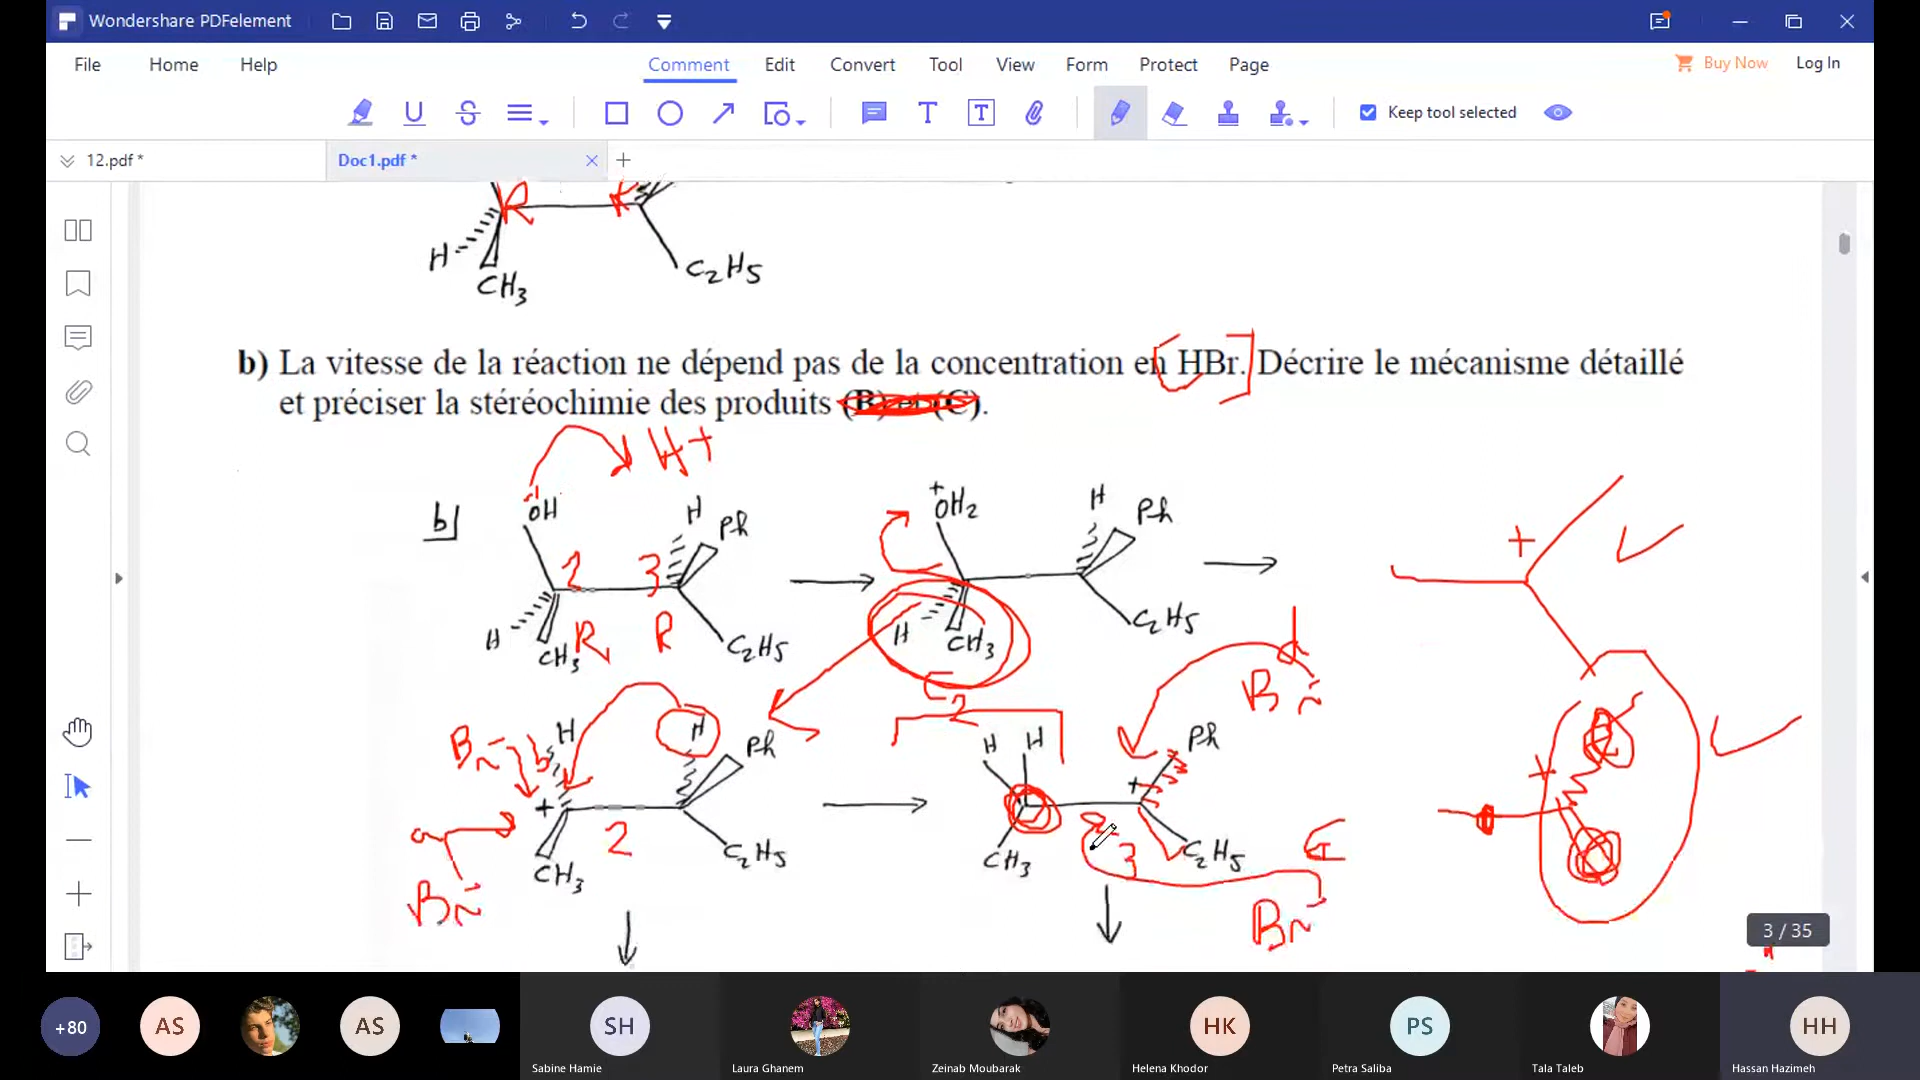 Wondershare PDFelement
File Home Help Comment Edit Convert Tool View Form Protect Page Buy Now Log In
Keep tool selected
12.pdf * Doc1.pdf *
R
H
CH3
C2H5
b) La vitesse de la réaction ne dépend pas de la concentration en HBr. Décrire le mécanisme détaillé
et préciser la stéréochimie des produits (B) et (C).
H+
b] OH H Ph +OH2 H Ph
2 3 +
H CH3 R R C2H5 H CH3 C2H5
d
Br-
2
Br- b H H Ph H H Ph
+ + +
a 2 3
CH3 C2H5 CH3 C2H5
Br- Br-
3 / 35
+80 AS AS SH HK PS HH
Sabine Hamie Laura Ghanem Zeinab Moubarak Helena Khodor Petra Saliba Tala Taleb Hassan Hazimeh